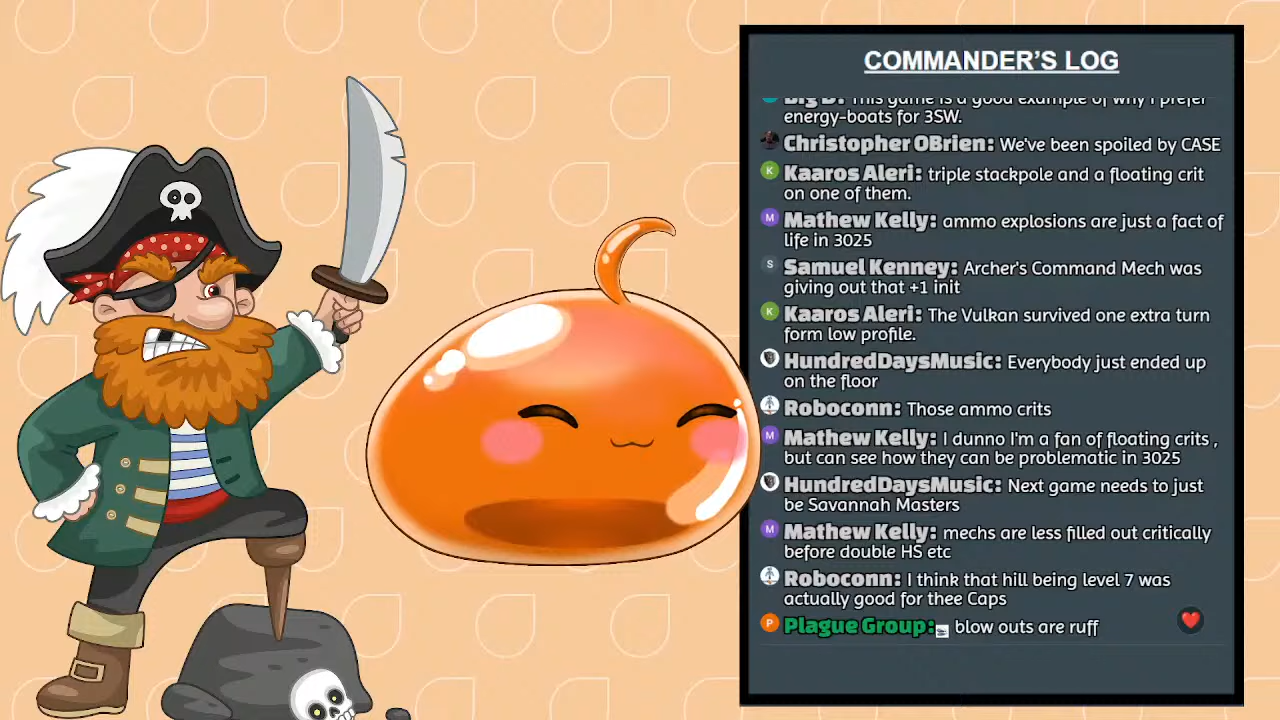 COMMANDER'S LOG
Big D: This game is a good example of why I prefer
energy-boats for 3SW.
Christopher OBrien: We've been spoiled by CASE
K Kaaros Aleri: triple stackpole and a floating crit
on one of them.
M Mathew Kelly: ammo explosions are just a fact of
life in 3025
S Samuel Kenney: Archer's Command Mech was
giving out that +1 init
K Kaaros Aleri: The Vulkan survived one extra turn
form low profile.
HundredDaysMusic: Everybody just ended up
on the floor
Roboconn: Those ammo crits
M Mathew Kelly: I dunno I'm a fan of floating crits ,
but can see how they can be problematic in 3025
HundredDaysMusic: Next game needs to just
be Savannah Masters
M Mathew Kelly: mechs are less filled out critically
before double HS etc
Roboconn: I think that hill being level 7 was
actually good for thee Caps
P Plague Group: blow outs are ruff